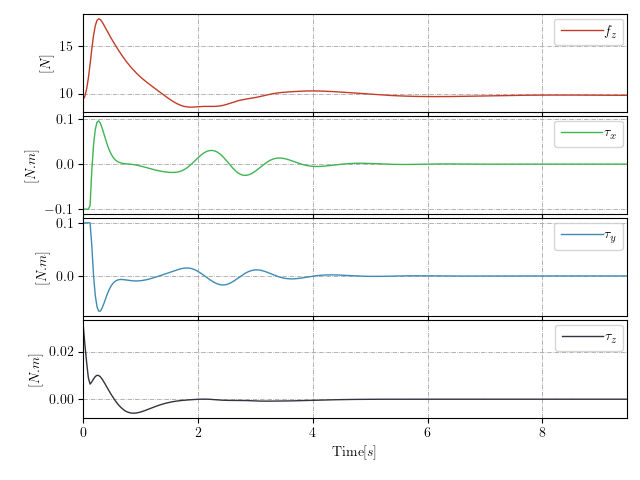 f_z
15
10
[N]
τ_x
0.1
0.0
−0.1
[N.m]
τ_y
0.1
0.0
[N.m]
τ_z
0.02
0.00
[N.m]
0 2 4 6 8
Time[s]